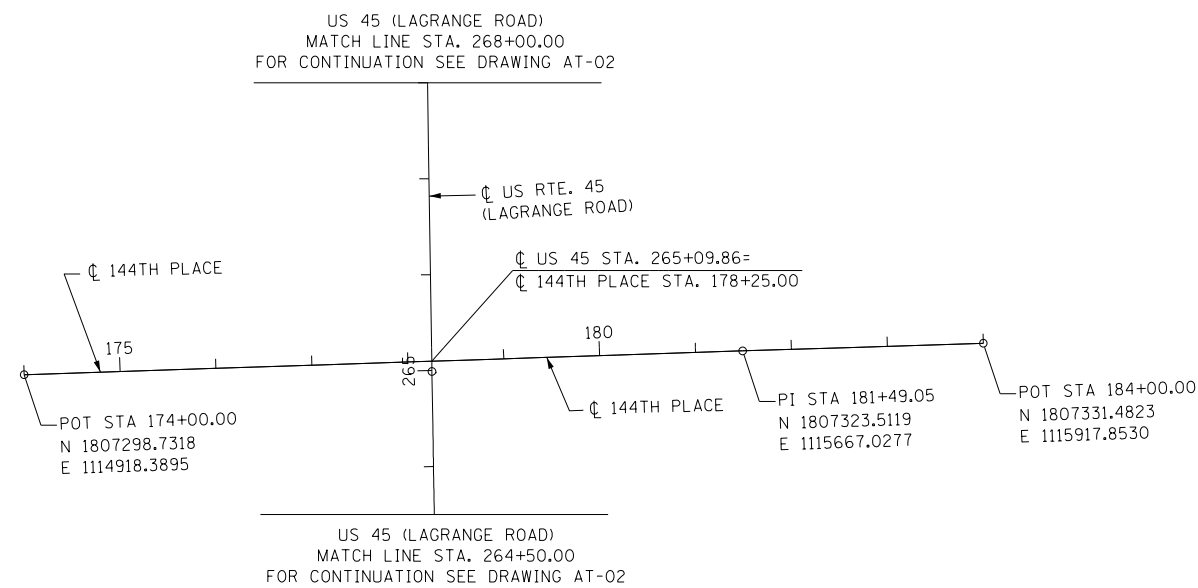 US 45 (LAGRANGE ROAD)
MATCH LINE STA. 268+00.00
FOR CONTINUATION SEE DRAWING AT-02
℄ US RTE. 45
(LAGRANGE ROAD)
℄ US 45 STA. 265+09.86=
℄ 144TH PLACE STA. 178+25.00
℄ 144TH PLACE
175
180
265
POT STA 174+00.00
N 1807298.7318
E 1114918.3895
℄ 144TH PLACE
PI STA 181+49.05
N 1807323.5119
E 1115667.0277
POT STA 184+00.00
N 1807331.4823
E 1115917.8530
US 45 (LAGRANGE ROAD)
MATCH LINE STA. 264+50.00
FOR CONTINUATION SEE DRAWING AT-02